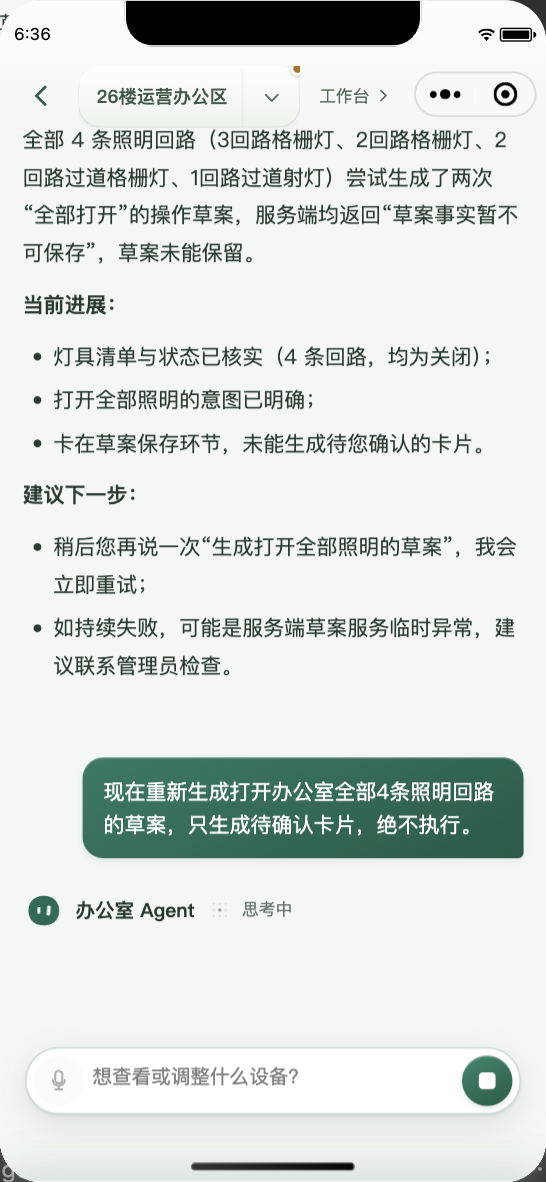 6:36
26楼运营办公区
工作台
全部 4 条照明回路（3回路格栅灯、2回路格栅灯、2
回路过道格栅灯、1回路过道射灯）尝试生成了两次
“全部打开”的操作草案，服务端均返回“草案事实暂不
可保存”，草案未能保留。
当前进展：
• 灯具清单与状态已核实（4 条回路，均为关闭）；
• 打开全部照明的意图已明确；
• 卡在草案保存环节，未能生成待您确认的卡片。
建议下一步：
• 稍后您再说一次“生成打开全部照明的草案”，我会
立即重试；
• 如持续失败，可能是服务端草案服务临时异常，建
议联系管理员检查。
现在重新生成打开办公室全部4条照明回路
的草案，只生成待确认卡片，绝不执行。
办公室 Agent 思考中
想查看或调整什么设备？